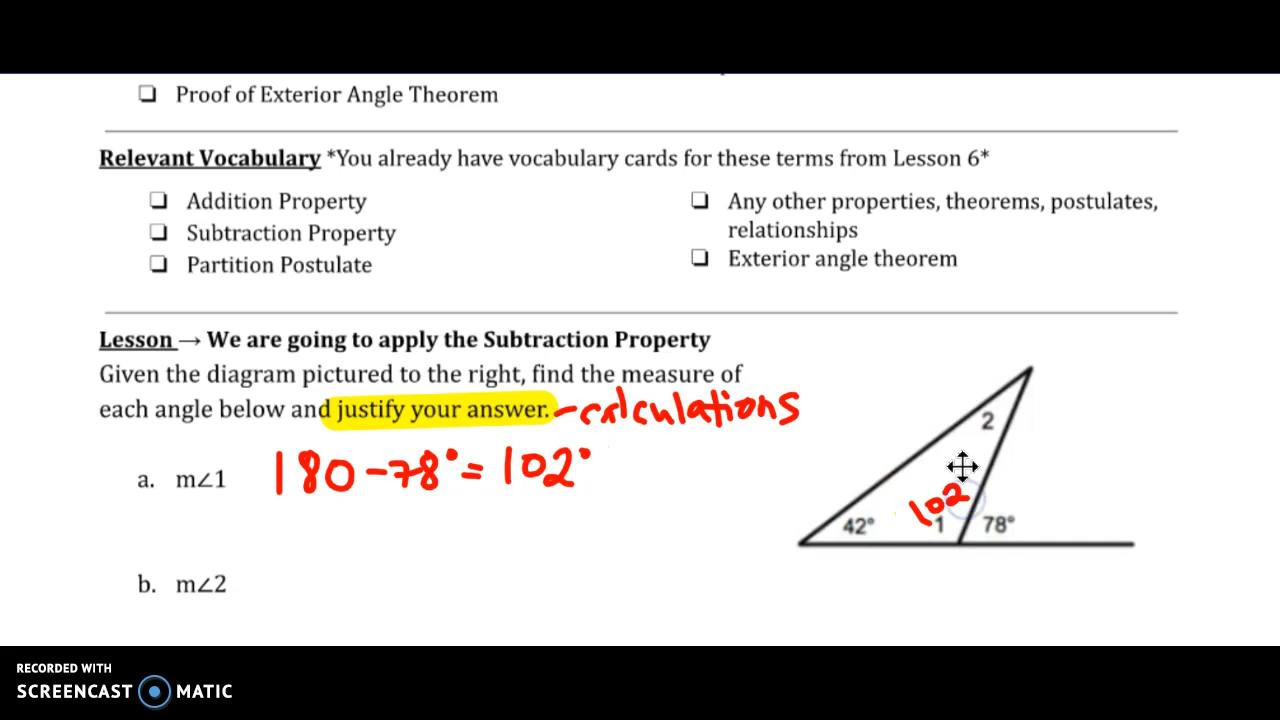 ❏ Proof of Exterior Angle Theorem
Relevant Vocabulary *You already have vocabulary cards for these terms from Lesson 6*
❏ Addition Property
❏ Subtraction Property
❏ Partition Postulate
❏ Any other properties, theorems, postulates,
relationships
❏ Exterior angle theorem
Lesson → We are going to apply the Subtraction Property
Given the diagram pictured to the right, find the measure of
each angle below and justify your answer. - calculations
a. m∠1 180 - 78° = 102°
b. m∠2
2
102
42° 1 78°
RECORDED WITH
SCREENCAST MATIC